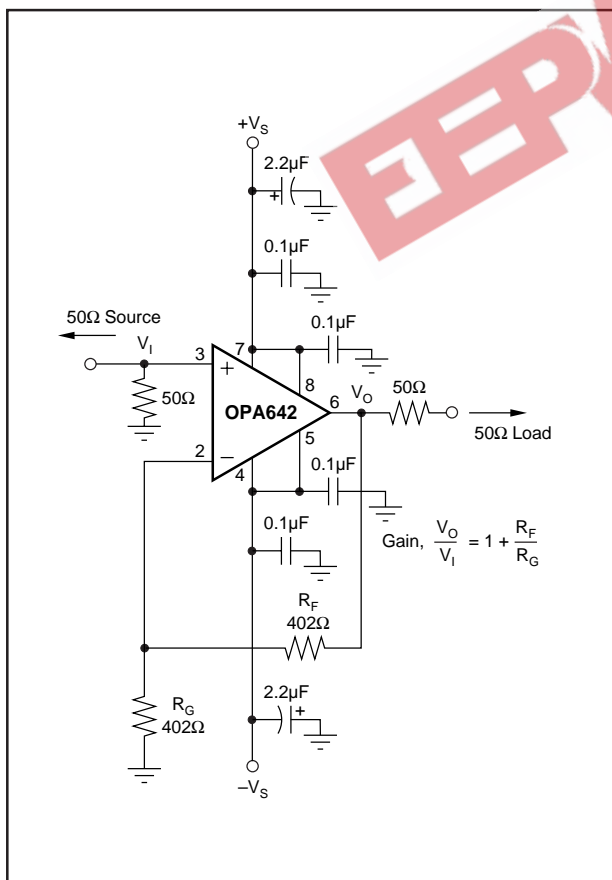 EEP
+VS
2.2µF
+
0.1µF
50Ω Source
VI
0.1µF
3
7
+
8
50Ω
OPA642
6
VO
50Ω
50Ω Load
2
−
5
4
0.1µF
0.1µF
Gain, VO/VI = 1 + RF/RG
RF
402Ω
RG
402Ω
2.2µF
+
–VS